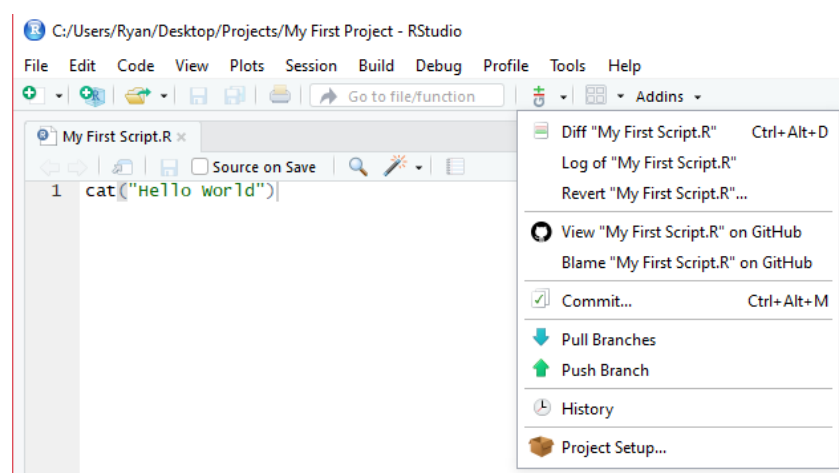 C:/Users/Ryan/Desktop/Projects/My First Project - RStudio
File Edit Code View Plots Session Build Debug Profile Tools Help
Go to file/function Addins
My First Script.R
Source on Save
1 cat("Hello World")
Diff "My First Script.R" Ctrl+Alt+D
Log of "My First Script.R"
Revert "My First Script.R"...
View "My First Script.R" on GitHub
Blame "My First Script.R" on GitHub
Commit... Ctrl+Alt+M
Pull Branches
Push Branch
History
Project Setup...